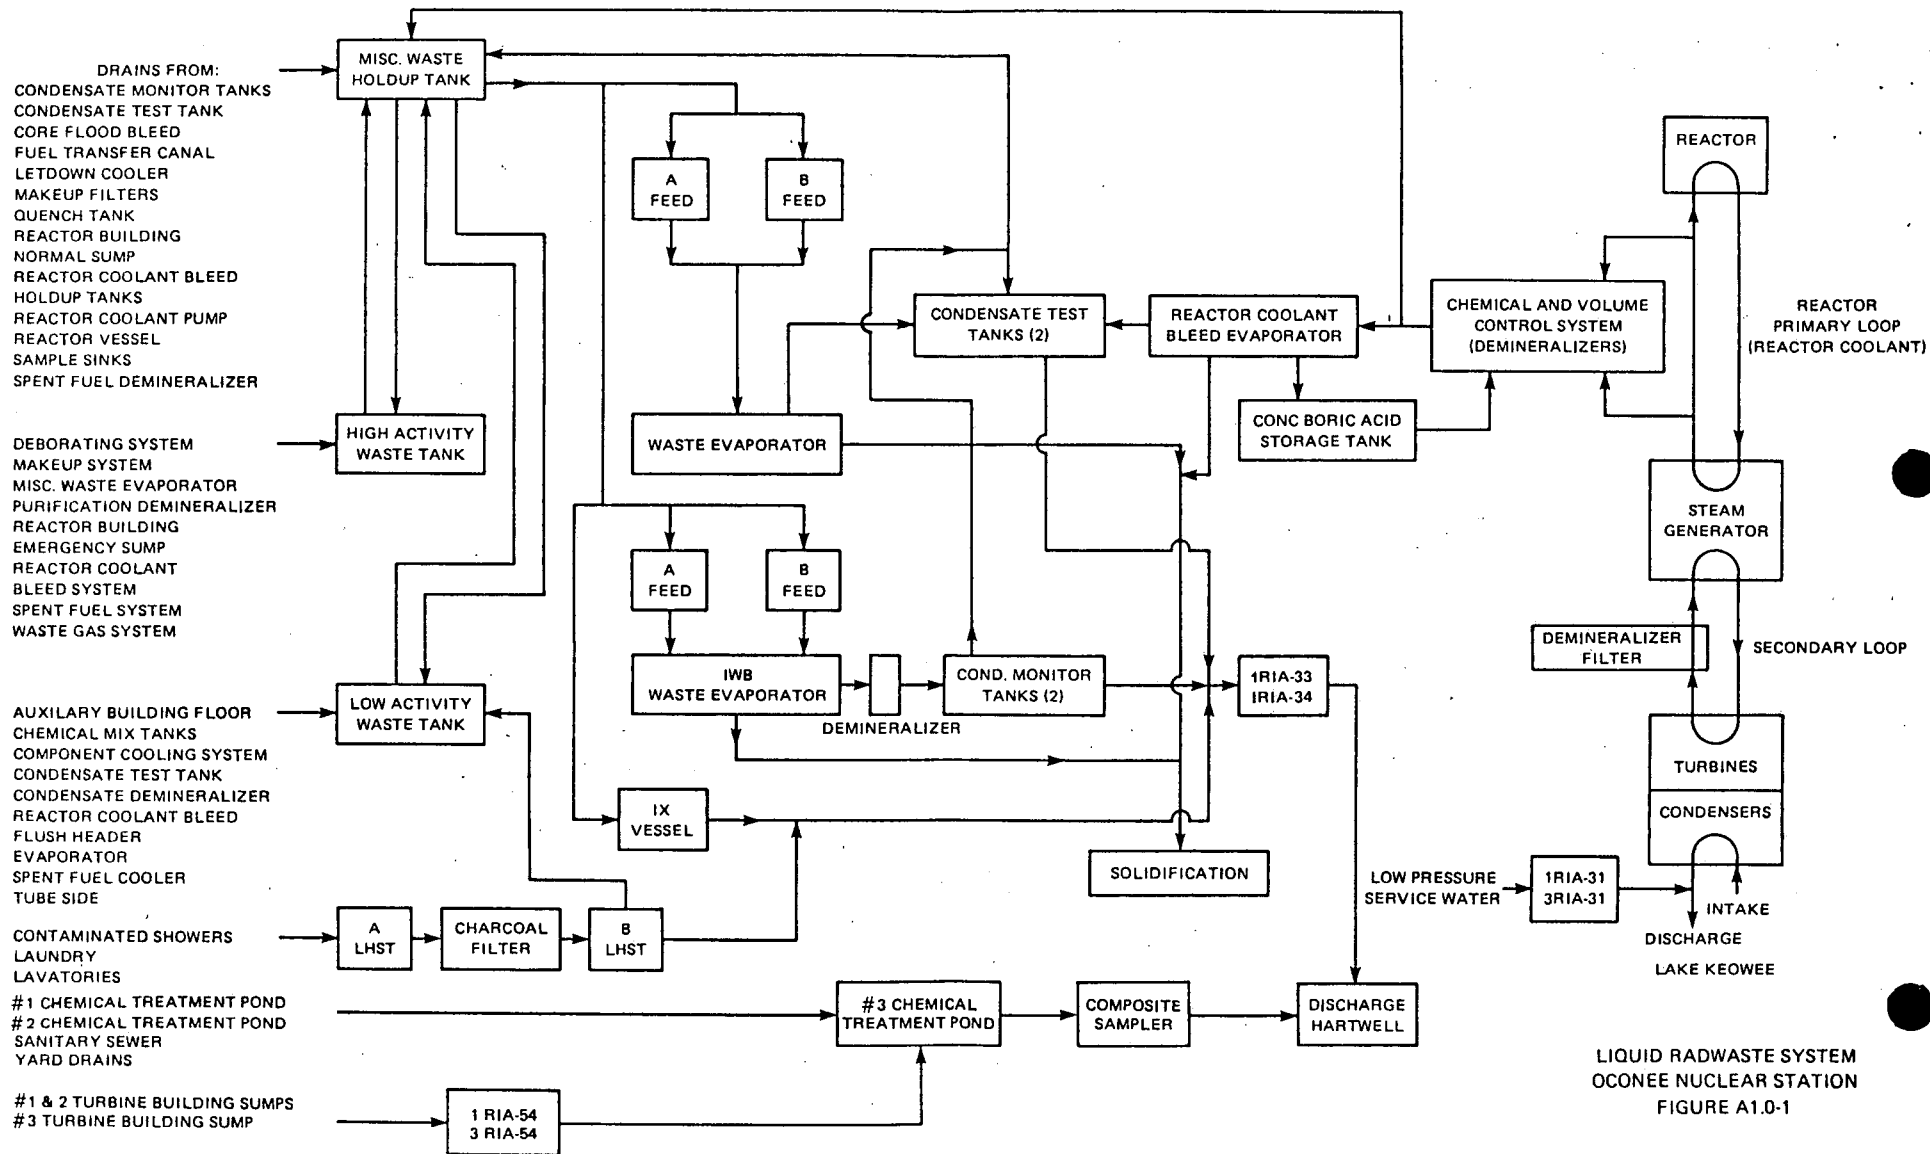 DRAINS FROM:
CONDENSATE MONITOR TANKS
CONDENSATE TEST TANK
CORE FLOOD BLEED
FUEL TRANSFER CANAL
LETDOWN COOLER
MAKEUP FILTERS
QUENCH TANK
REACTOR BUILDING
NORMAL SUMP
REACTOR COOLANT BLEED
HOLDUP TANKS
REACTOR COOLANT PUMP
REACTOR VESSEL
SAMPLE SINKS
SPENT FUEL DEMINERALIZER
DEBORATING SYSTEM
MAKEUP SYSTEM
MISC. WASTE EVAPORATOR
PURIFICATION DEMINERALIZER
REACTOR BUILDING
EMERGENCY SUMP
REACTOR COOLANT
BLEED SYSTEM
SPENT FUEL SYSTEM
WASTE GAS SYSTEM
AUXILARY BUILDING FLOOR
CHEMICAL MIX TANKS
COMPONENT COOLING SYSTEM
CONDENSATE TEST TANK
CONDENSATE DEMINERALIZER
REACTOR COOLANT BLEED
FLUSH HEADER
EVAPORATOR
SPENT FUEL COOLER
TUBE SIDE
CONTAMINATED SHOWERS
LAUNDRY
LAVATORIES
#1 CHEMICAL TREATMENT POND
#2 CHEMICAL TREATMENT POND
SANITARY SEWER
YARD DRAINS
#1 & 2 TURBINE BUILDING SUMPS
#3 TURBINE BUILDING SUMP
MISC. WASTE
HOLDUP TANK
HIGH ACTIVITY
WASTE TANK
LOW ACTIVITY
WASTE TANK
A
LHST
CHARCOAL
FILTER
B
LHST
1 RIA-54
3 RIA-54
A
FEED
B
FEED
WASTE EVAPORATOR
A
FEED
B
FEED
IWB
WASTE EVAPORATOR
DEMINERALIZER
IX
VESSEL
CONDENSATE TEST
TANKS (2)
COND. MONITOR
TANKS (2)
REACTOR COOLANT
BLEED EVAPORATOR
CONC BORIC ACID
STORAGE TANK
1RIA-33
IRIA-34
SOLIDIFICATION
#3 CHEMICAL
TREATMENT POND
COMPOSITE
SAMPLER
DISCHARGE
HARTWELL
CHEMICAL AND VOLUME
CONTROL SYSTEM
(DEMINERALIZERS)
REACTOR
REACTOR
PRIMARY LOOP
(REACTOR COOLANT)
STEAM
GENERATOR
DEMINERALIZER
FILTER
SECONDARY LOOP
TURBINES
CONDENSERS
LOW PRESSURE
SERVICE WATER
1RIA-31
3RIA-31
INTAKE
DISCHARGE
LAKE KEOWEE
LIQUID RADWASTE SYSTEM
OCONEE NUCLEAR STATION
FIGURE A1.0-1